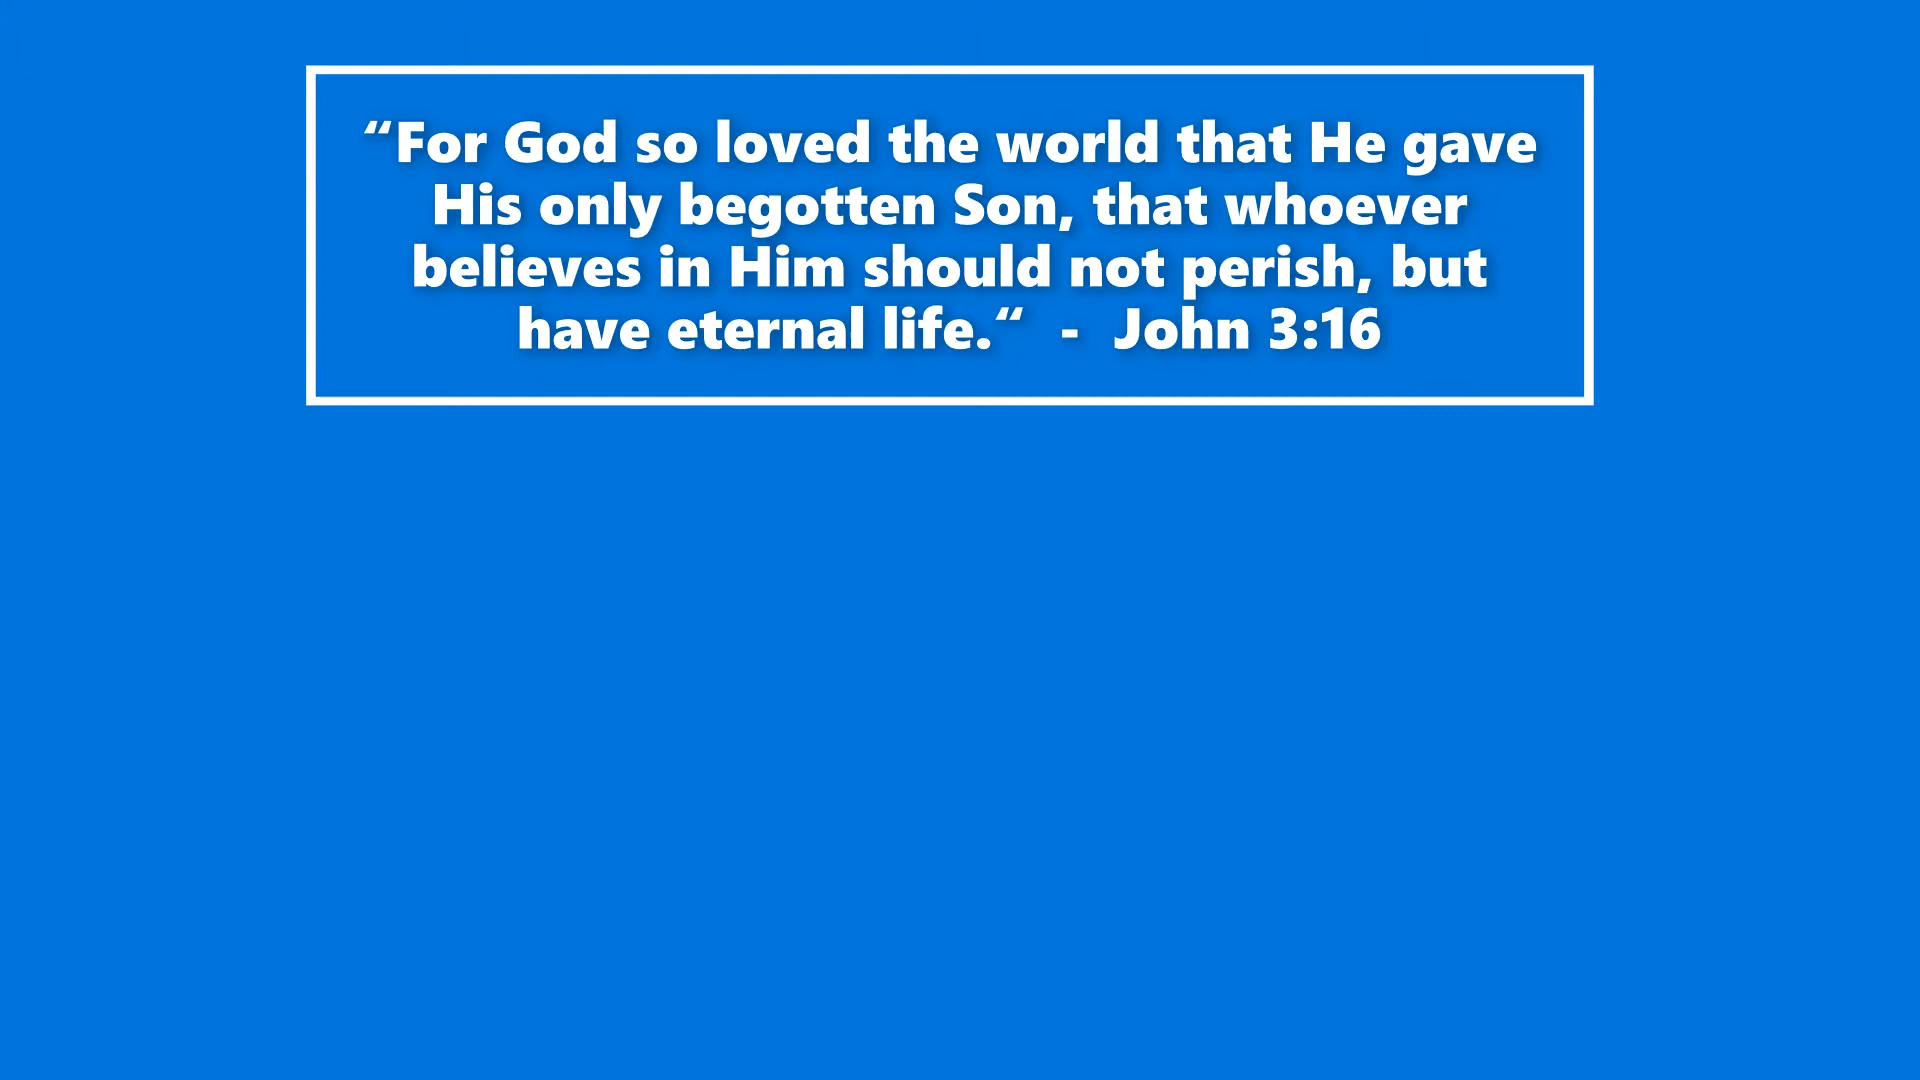 “For God so loved the world that He gave
His only begotten Son, that whoever
believes in Him should not perish, but
have eternal life.“  -  John 3:16